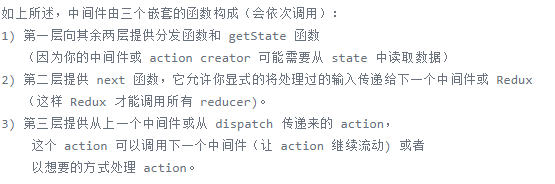 如上所述，中间件由三个嵌套的函数构成（会依次调用）：
1) 第一层向其余两层提供分发函数和 getState 函数
（因为你的中间件或 action creator 可能需要从 state 中读取数据）
2) 第二层提供 next 函数，它允许你显式的将处理过的输入传递给下一个中间件或 Redux
（这样 Redux 才能调用所有 reducer)。
3) 第三层提供从上一个中间件或从 dispatch 传递来的 action，
这个 action 可以调用下一个中间件（让 action 继续流动) 或者
以想要的方式处理 action。